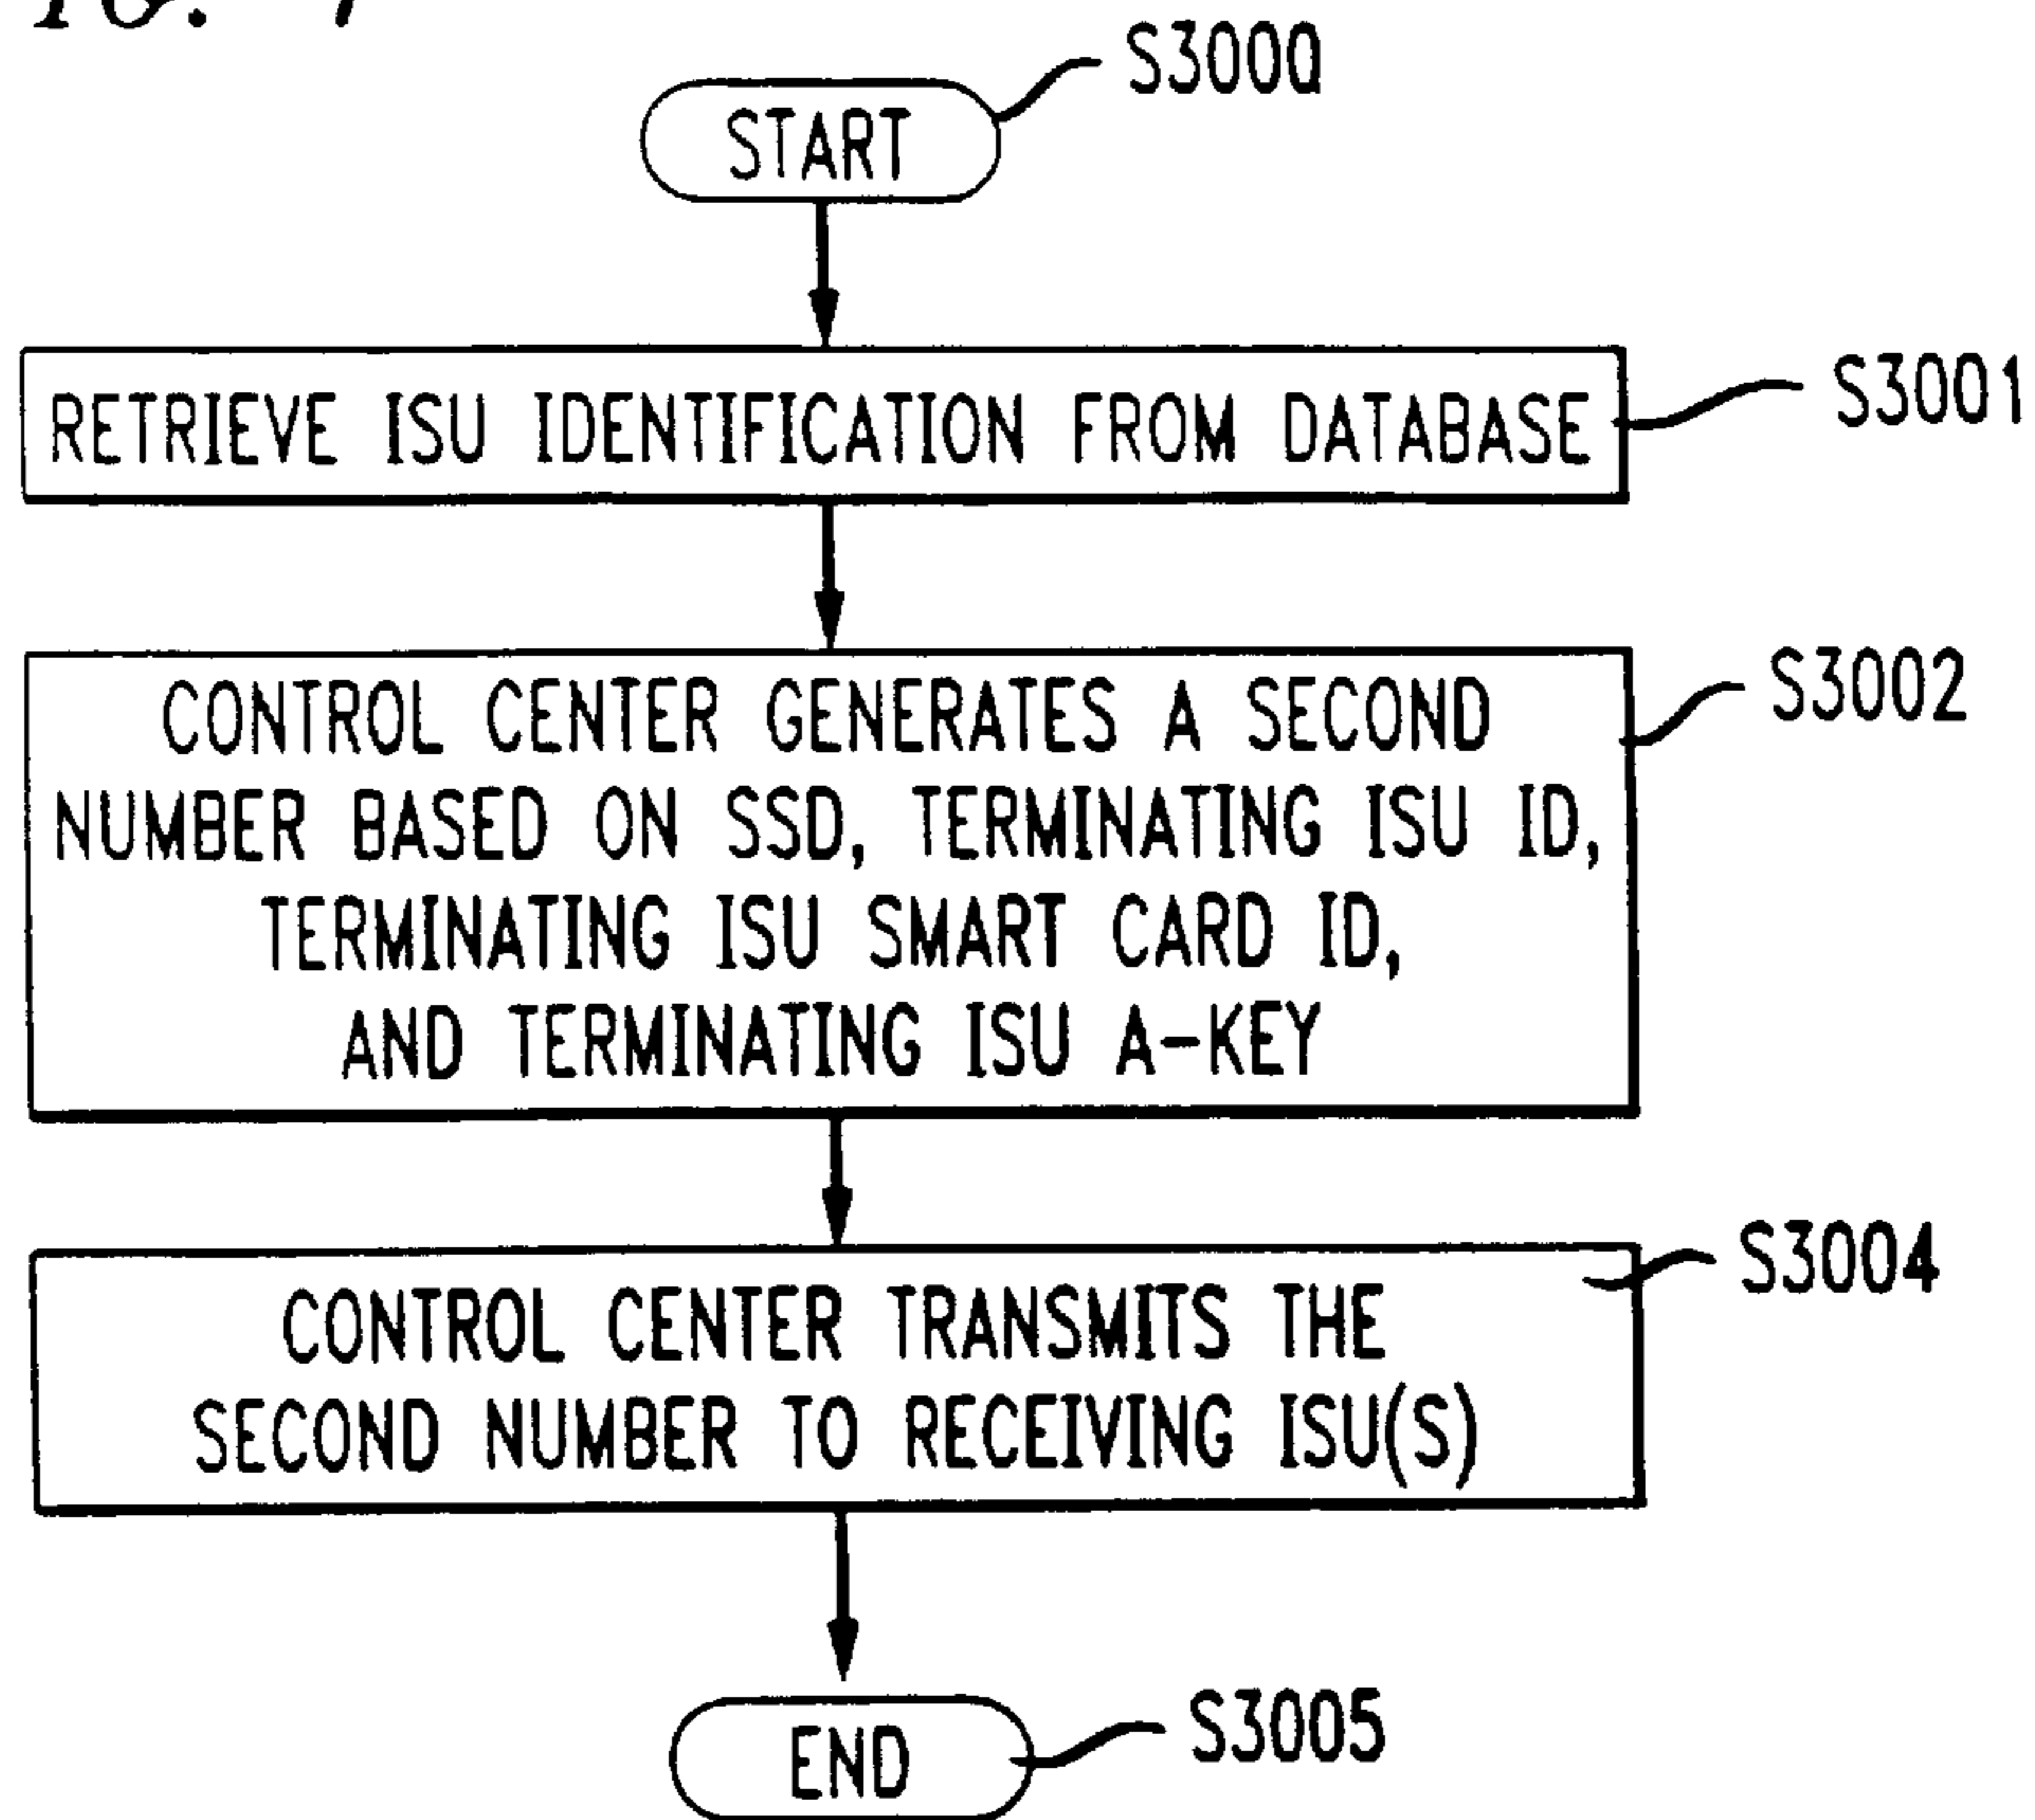 S3000
START
RETRIEVE ISU IDENTIFICATION FROM DATABASE
S3001
CONTROL CENTER GENERATES A SECOND
NUMBER BASED ON SSD, TERMINATING ISU ID,
TERMINATING ISU SMART CARD ID,
AND TERMINATING ISU A-KEY
S3002
CONTROL CENTER TRANSMITS THE
SECOND NUMBER TO RECEIVING ISU(S)
S3004
END
S3005